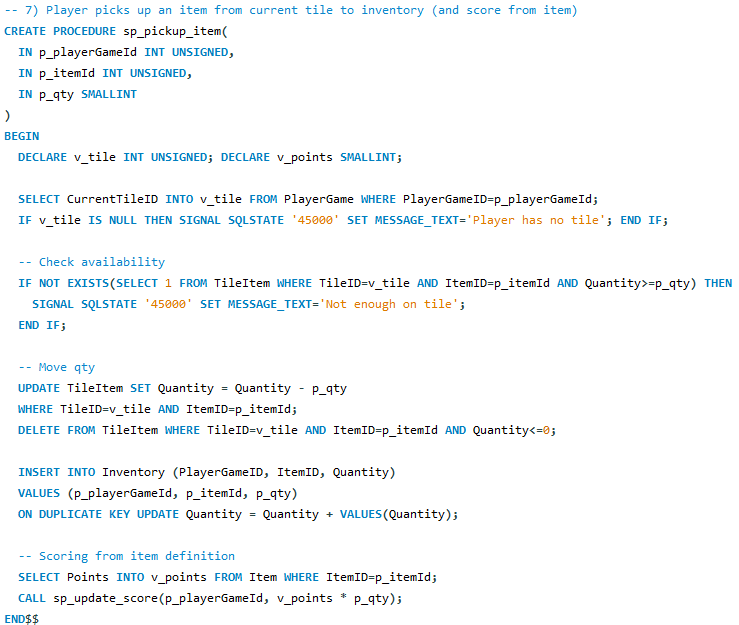 -- 7) Player picks up an item from current tile to inventory (and score from item)
CREATE PROCEDURE sp_pickup_item(
  IN p_playerGameId INT UNSIGNED,
  IN p_itemId INT UNSIGNED,
  IN p_qty SMALLINT
)
BEGIN
  DECLARE v_tile INT UNSIGNED; DECLARE v_points SMALLINT;

  SELECT CurrentTileID INTO v_tile FROM PlayerGame WHERE PlayerGameID=p_playerGameId;
  IF v_tile IS NULL THEN SIGNAL SQLSTATE '45000' SET MESSAGE_TEXT='Player has no tile'; END IF;

  -- Check availability
  IF NOT EXISTS(SELECT 1 FROM TileItem WHERE TileID=v_tile AND ItemID=p_itemId AND Quantity>=p_qty) THEN
    SIGNAL SQLSTATE '45000' SET MESSAGE_TEXT='Not enough on tile';
  END IF;

  -- Move qty
  UPDATE TileItem SET Quantity = Quantity - p_qty
  WHERE TileID=v_tile AND ItemID=p_itemId;
  DELETE FROM TileItem WHERE TileID=v_tile AND ItemID=p_itemId AND Quantity<=0;

  INSERT INTO Inventory (PlayerGameID, ItemID, Quantity)
  VALUES (p_playerGameId, p_itemId, p_qty)
  ON DUPLICATE KEY UPDATE Quantity = Quantity + VALUES(Quantity);

  -- Scoring from item definition
  SELECT Points INTO v_points FROM Item WHERE ItemID=p_itemId;
  CALL sp_update_score(p_playerGameId, v_points * p_qty);
END$$